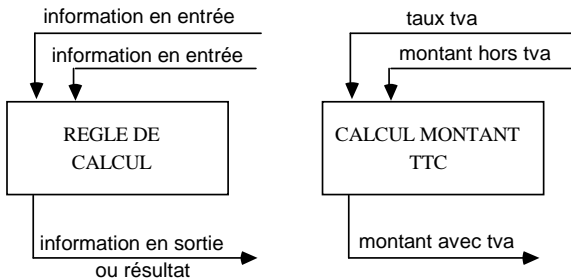 information en entrée
information en entrée
REGLE DE
CALCUL
information en sortie
ou résultat
taux tva
montant hors tva
CALCUL MONTANT
TTC
montant avec tva